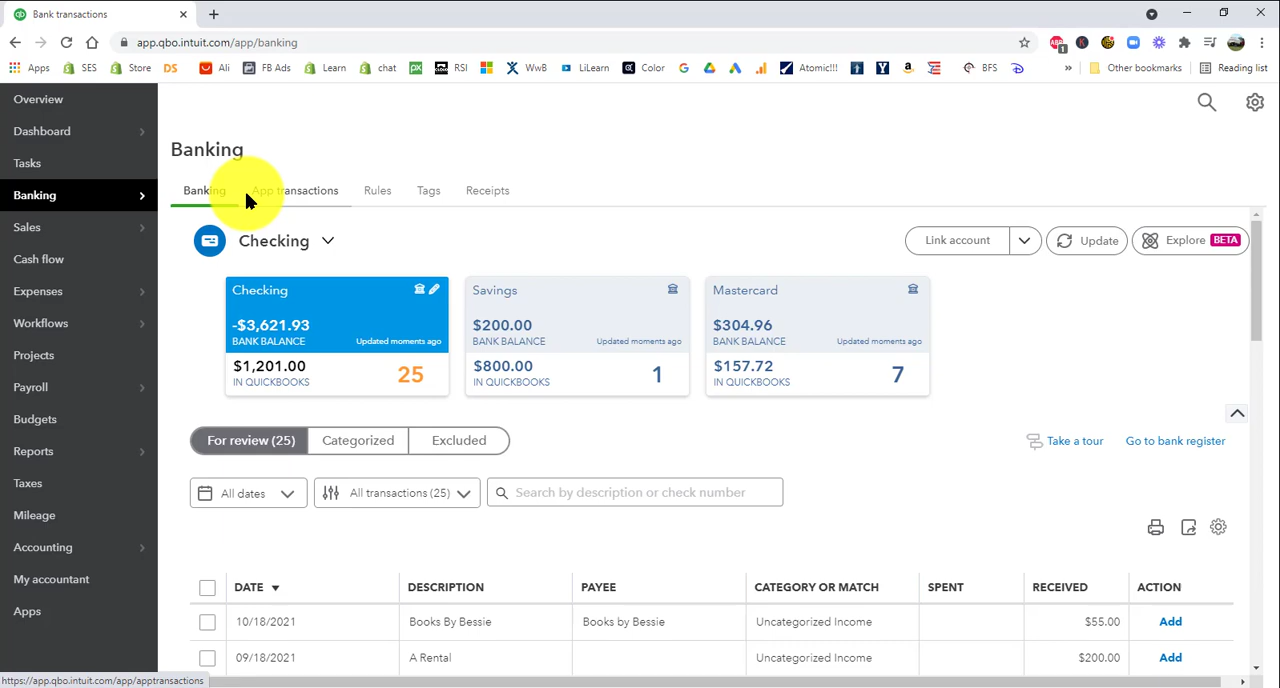 Bank transactions
app.qbo.intuit.com/app/banking
Apps SES Store DS Ali FB Ads Learn chat RSI WwB LiLearn Color Atomic!!! BFS » Other bookmarks Reading list
Overview
Dashboard
Tasks
Banking
Sales
Cash flow
Expenses
Workflows
Projects
Payroll
Budgets
Reports
Taxes
Mileage
Accounting
My accountant
Apps
Banking
Banking App transactions Rules Tags Receipts
Checking
Link account Update Explore BETA
Checking
-$3,621.93
BANK BALANCE Updated moments ago
$1,201.00
IN QUICKBOOKS 25
Savings
$200.00
BANK BALANCE Updated moments ago
$800.00
IN QUICKBOOKS 1
Mastercard
$304.96
BANK BALANCE Updated moments ago
$157.72
IN QUICKBOOKS 7
For review (25) Categorized Excluded
Take a tour Go to bank register
All dates All transactions (25) Search by description or check number
DATE DESCRIPTION PAYEE CATEGORY OR MATCH SPENT RECEIVED ACTION
10/18/2021 Books By Bessie Books by Bessie Uncategorized Income $55.00 Add
09/18/2021 A Rental Uncategorized Income $200.00 Add
https://app.qbo.intuit.com/app/apptransactions